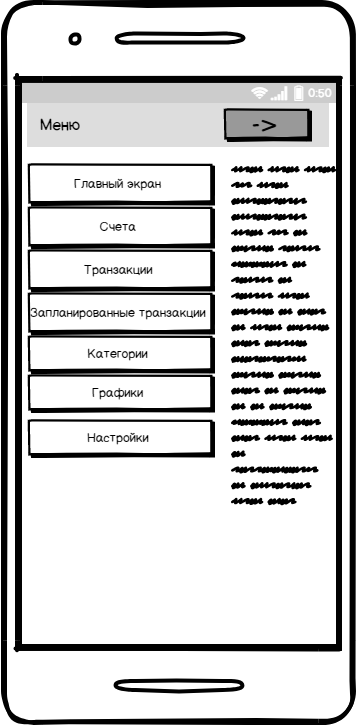 0:50
Меню
->
Главный экран
Счета
Транзакции
Запланированные транзакции
Категории
Графики
Настройки